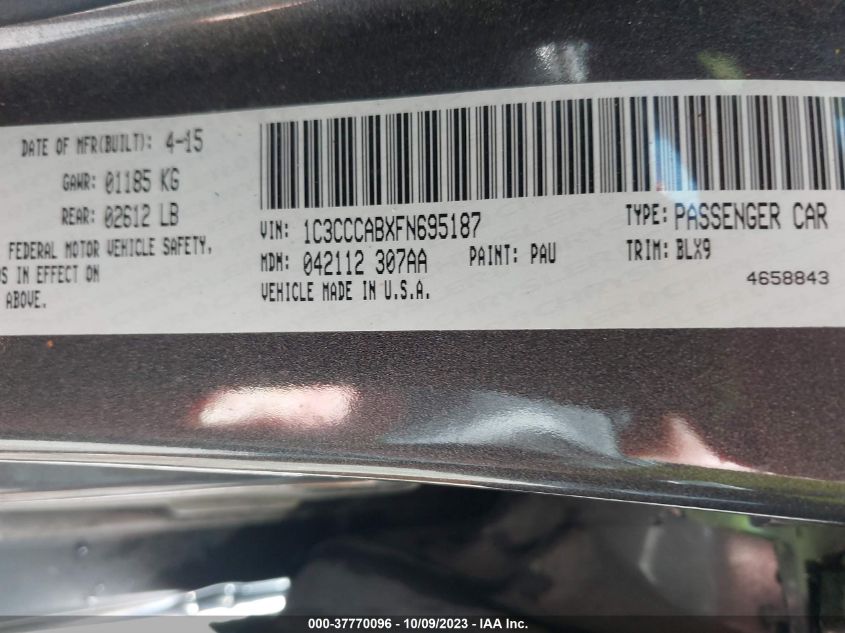 DATE OF MFR(BUILT): 4-15
GAWR: 01185 KG
REAR: 02612 LB
FEDERAL MOTOR VEHICLE SAFETY,
DS IN EFFECT ON
ABOVE.
VIN: 1C3CCCABXFN695187
TYPE: PASSENGER CAR
MDH: 042112 307AA
PAINT: PAU
TRIM: BLX9
VEHICLE MADE IN U.S.A.
4658843
000-37770096 - 10/09/2023 - IAA Inc.